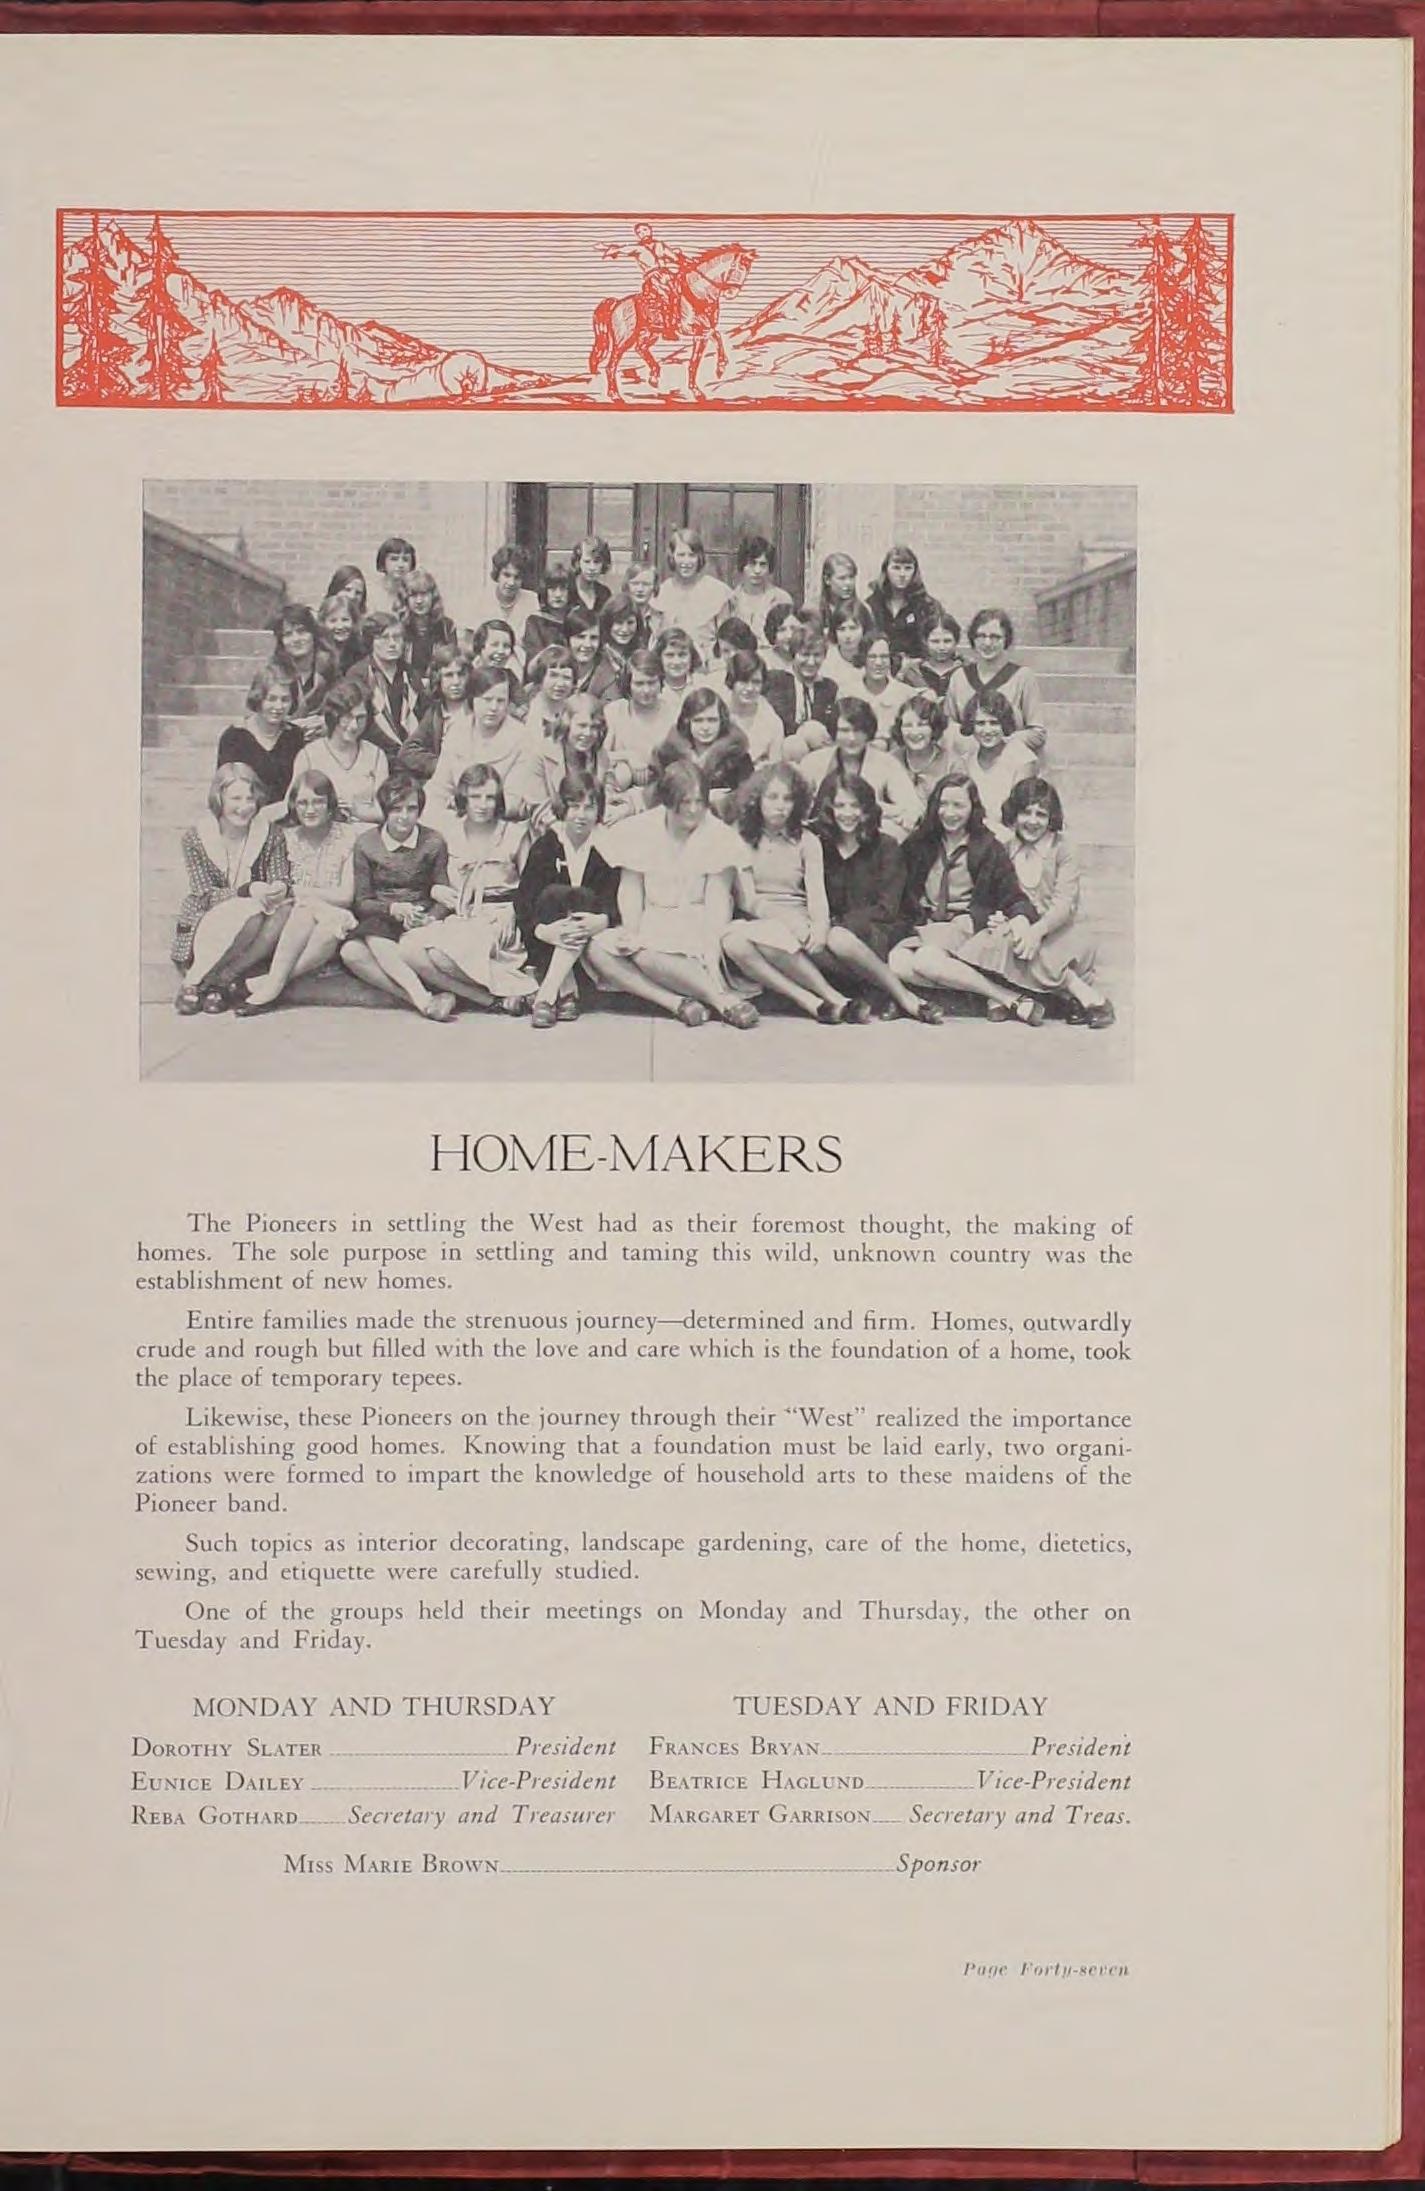 HOME-MAKERS
The Pioneers in settling the West had as their foremost thought, the making of
homes. The sole purpose in settling and taming this wild, unknown country was the
establishment of new homes.
Entire families made the strenuous journey—determined and firm. Homes, outwardly
crude and rough but filled with the love and care which is the foundation of a home, took
the place of temporary tepees.
Likewise, these Pioneers on the journey through their "West" realized the importance
of establishing good homes. Knowing that a foundation must be laid early, two organi-
zations were formed to impart the knowledge of household arts to these maidens of the
Pioneer band.
Such topics as interior decorating, landscape gardening, care of the home, dietetics,
sewing, and etiquette were carefully studied.
One of the groups held their meetings on Monday and Thursday, the other on
Tuesday and Friday.
MONDAY AND THURSDAY
DOROTHY SLATER President
EUNICE DAILEY Vice-President
REBA GOTHARD Secretary and Treasurer
TUESDAY AND FRIDAY
FRANCES BRYAN President
BEATRICE HAGLUND Vice-President
MARGARET GARRISON Secretary and Treas.
MISS MARIE BROWN Sponsor
Page Forty-seven